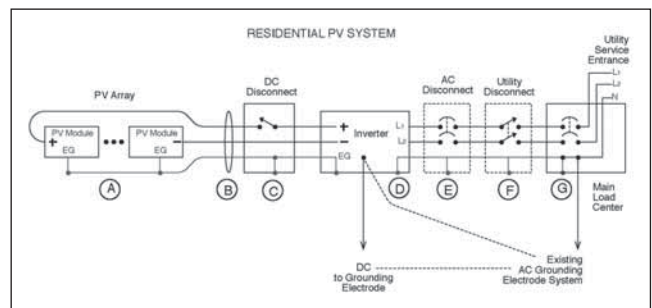 RESIDENTIAL PV SYSTEM
Utility
Service
Entrance
L1
L2
N
PV Array
DC
Disconnect
AC
Disconnect
Utility
Disconnect
PV Module
+
EG
PV Module
−
EG
+
−
EG
Inverter
L1
L2
A
B
C
D
E
F
G
Main
Load
Center
DC
to Grounding
Electrode
Existing
AC Grounding
Electrode System